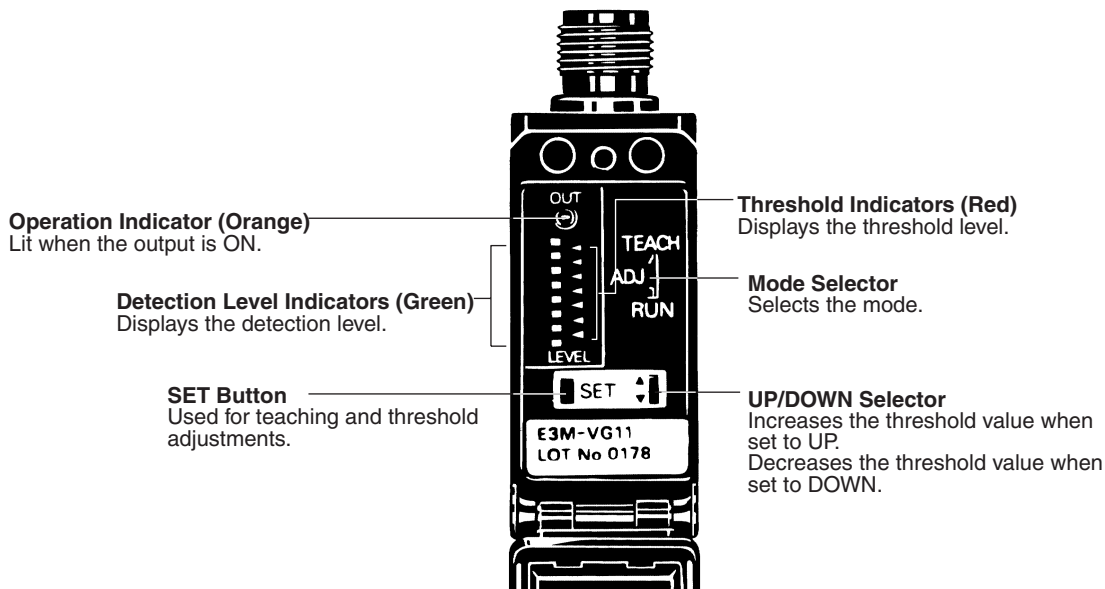 OUT
Operation Indicator (Orange)
Lit when the output is ON.
Threshold Indicators (Red)
Displays the threshold level.
TEACH
ADJ
RUN
Mode Selector
Selects the mode.
Detection Level Indicators (Green)
Displays the detection level.
LEVEL
SET Button
Used for teaching and threshold
adjustments.
SET
UP/DOWN Selector
Increases the threshold value when
set to UP.
Decreases the threshold value when
set to DOWN.
E3M-VG11
LOT No 0178